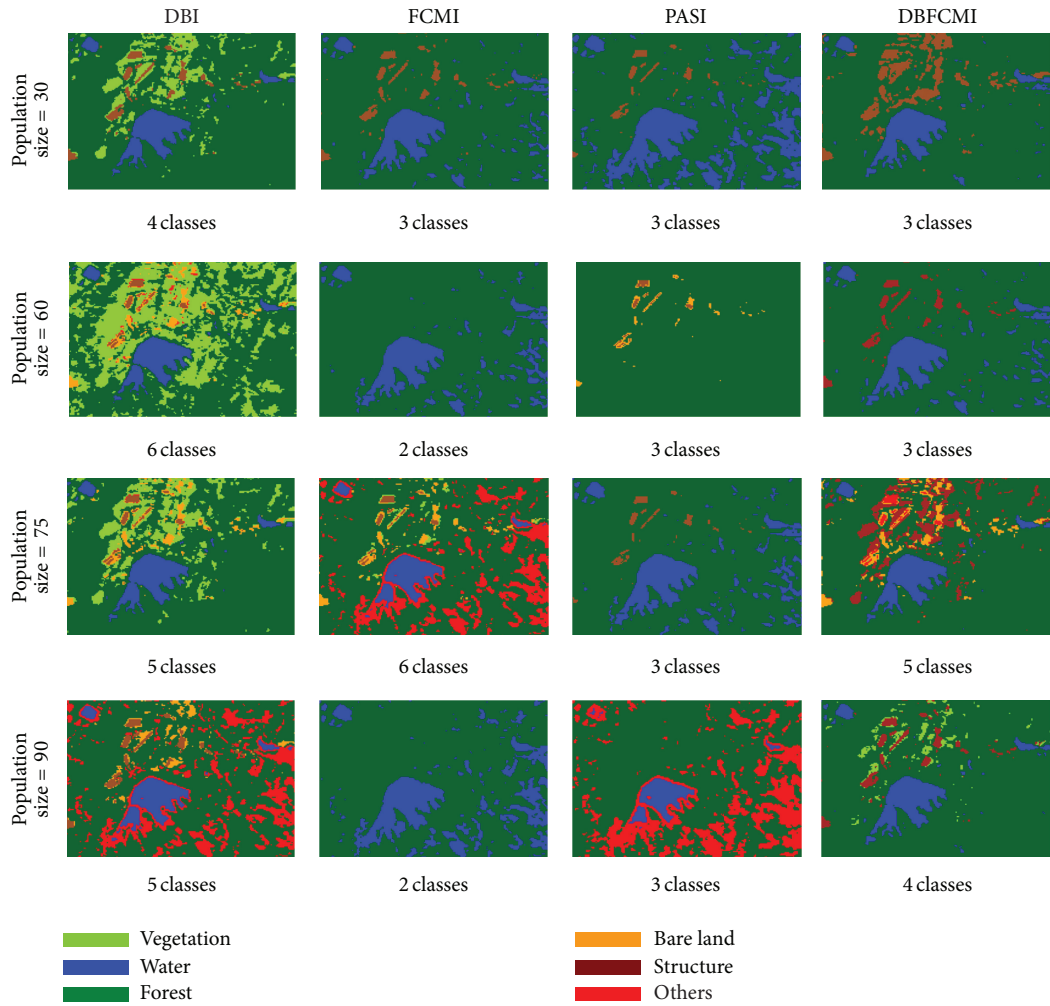 DBI FCMI PASI DBFCMI
Population
size = 30
4 classes 3 classes 3 classes 3 classes
Population
size = 60
6 classes 2 classes 3 classes 3 classes
Population
size = 75
5 classes 6 classes 3 classes 5 classes
Population
size = 90
5 classes 2 classes 3 classes 4 classes
Vegetation Bare land
Water Structure
Forest Others